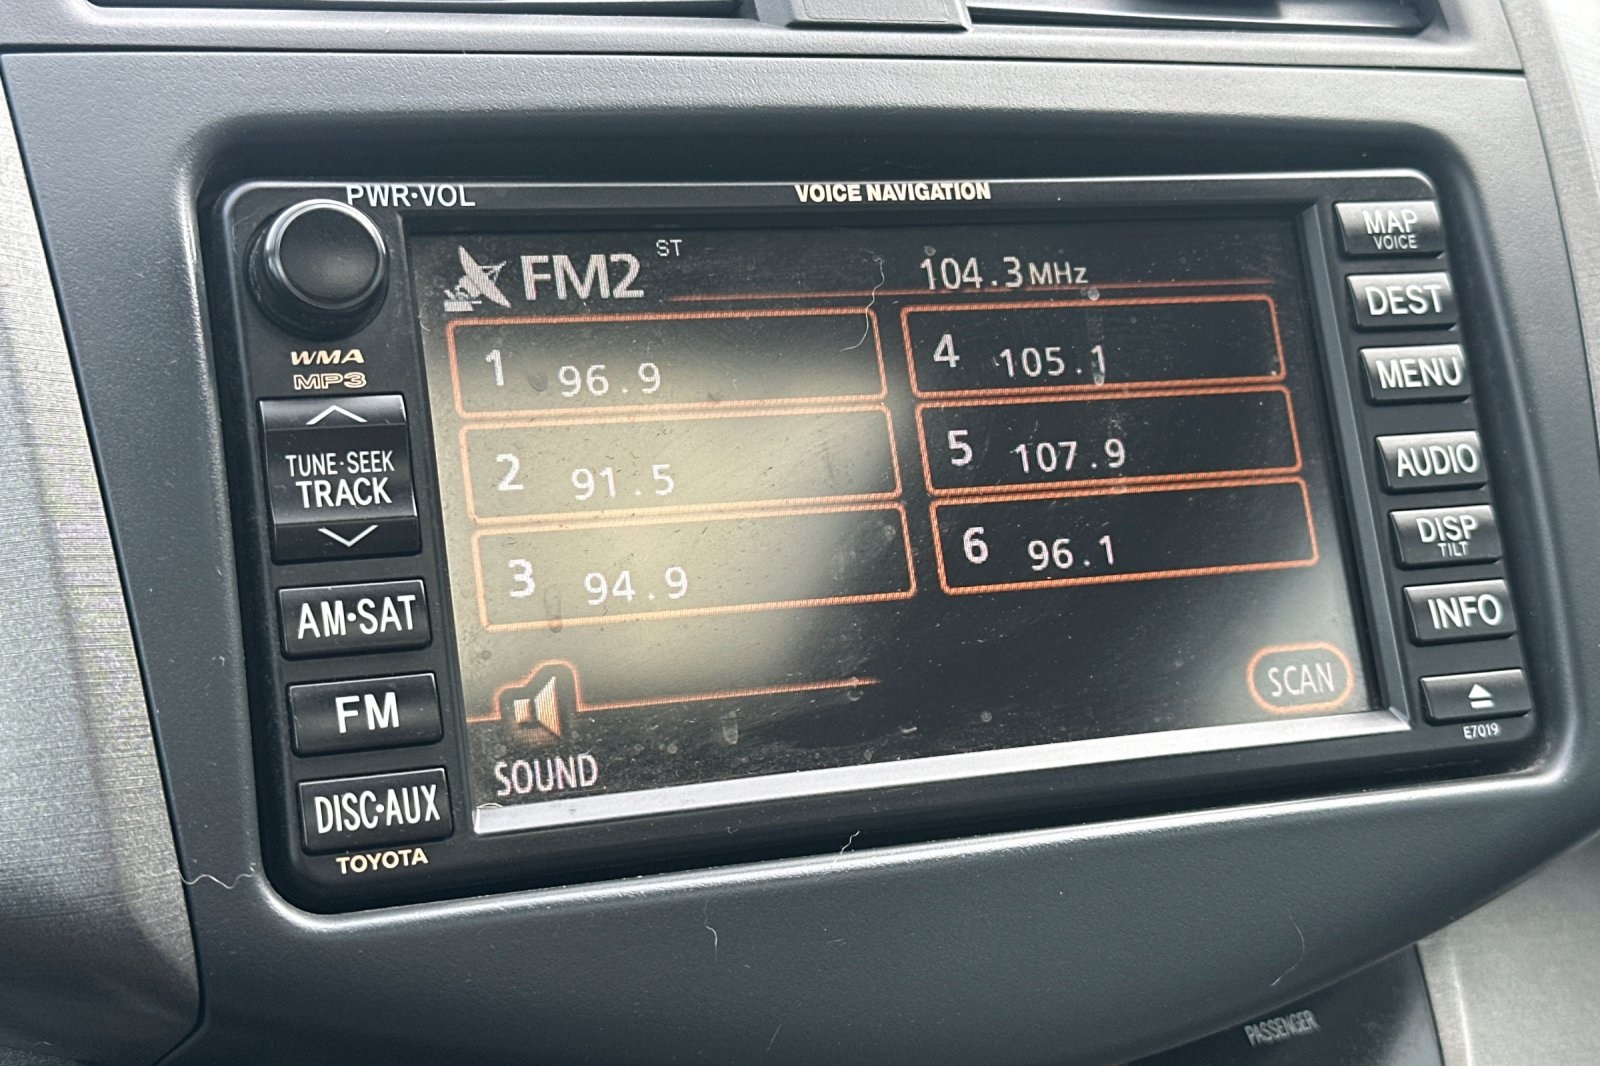 PWR·VOL
VOICE NAVIGATION
WMA
MP3
TUNE·SEEK
TRACK
AM·SAT
FM
DISC·AUX
TOYOTA
FM2 ST 104.3MHz
1 96.9
2 91.5
3 94.9
4 105.1
5 107.9
6 96.1
SOUND
SCAN
MAP
VOICE
DEST
MENU
AUDIO
DISP
TILT
INFO
E7019
PASSENGER